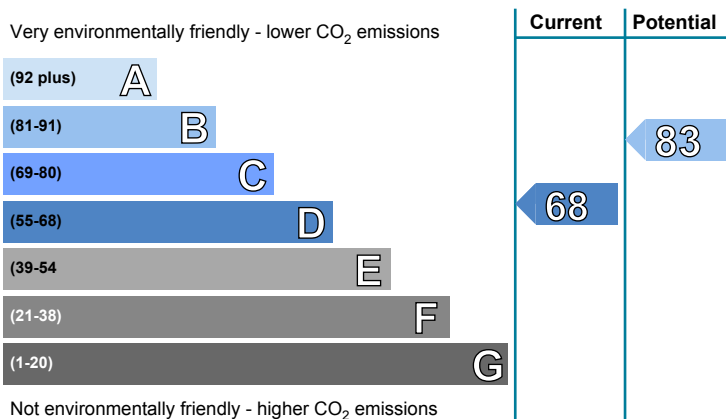 Current Potential
Very environmentally friendly - lower CO₂ emissions
(92 plus) A
(81-91) B
83
(69-80) C
(55-68) D
68
(39-54 E
(21-38) F
(1-20) G
Not environmentally friendly - higher CO₂ emissions